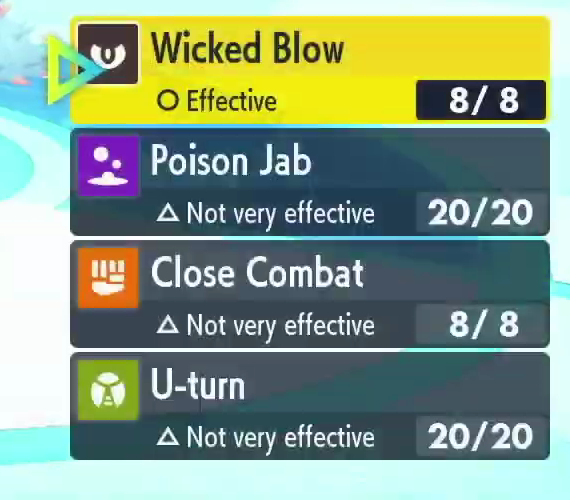 Wicked Blow
Effective 8/ 8
Poison Jab
Not very effective 20/20
Close Combat
Not very effective 8/ 8
U-turn
Not very effective 20/20